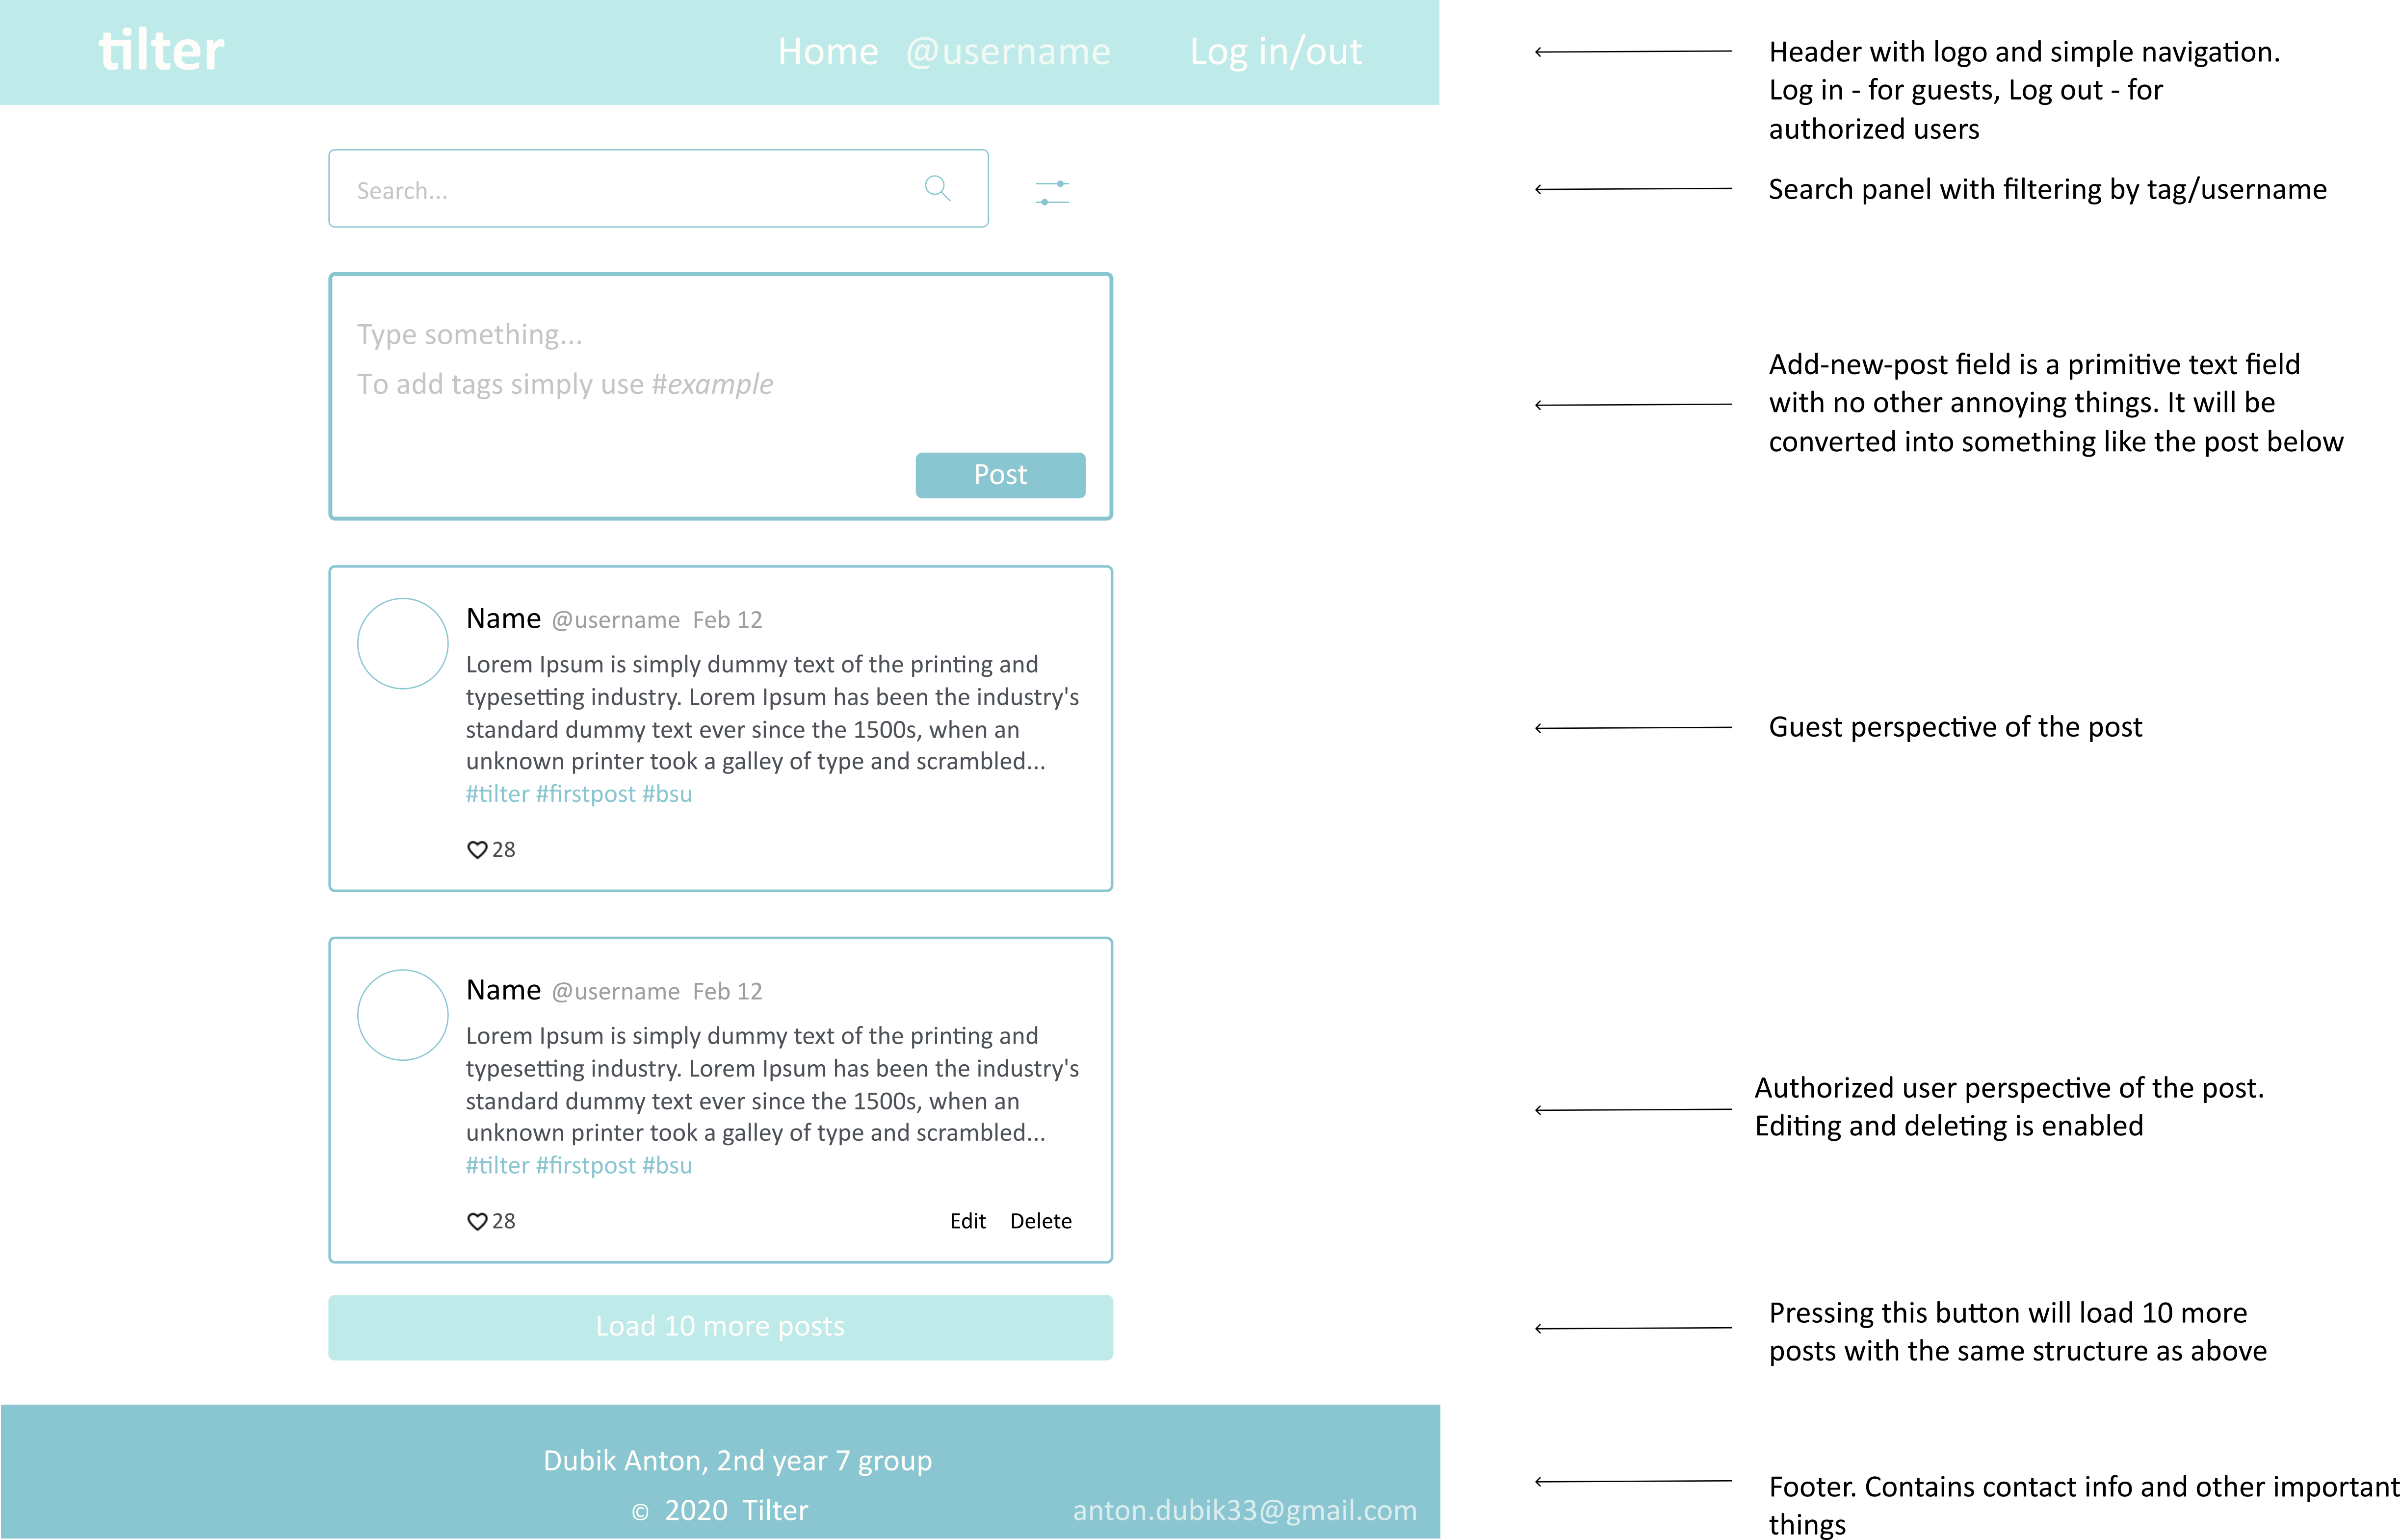 tilter
Home @username Log in/out
Header with logo and simple navigation.
Log in - for guests, Log out - for
authorized users
Search...
Search panel with filtering by tag/username
Type something...
To add tags simply use #example
Post
Add-new-post field is a primitive text field
with no other annoying things. It will be
converted into something like the post below
Name @username Feb 12
Lorem Ipsum is simply dummy text of the printing and
typesetting industry. Lorem Ipsum has been the industry's
standard dummy text ever since the 1500s, when an
unknown printer took a galley of type and scrambled...
#tilter #firstpost #bsu
28
Guest perspective of the post
Name @username Feb 12
Lorem Ipsum is simply dummy text of the printing and
typesetting industry. Lorem Ipsum has been the industry's
standard dummy text ever since the 1500s, when an
unknown printer took a galley of type and scrambled...
#tilter #firstpost #bsu
28 Edit Delete
Authorized user perspective of the post.
Editing and deleting is enabled
Load 10 more posts
Pressing this button will load 10 more
posts with the same structure as above
Dubik Anton, 2nd year 7 group
© 2020 Tilter
anton.dubik33@gmail.com
Footer. Contains contact info and other important
things